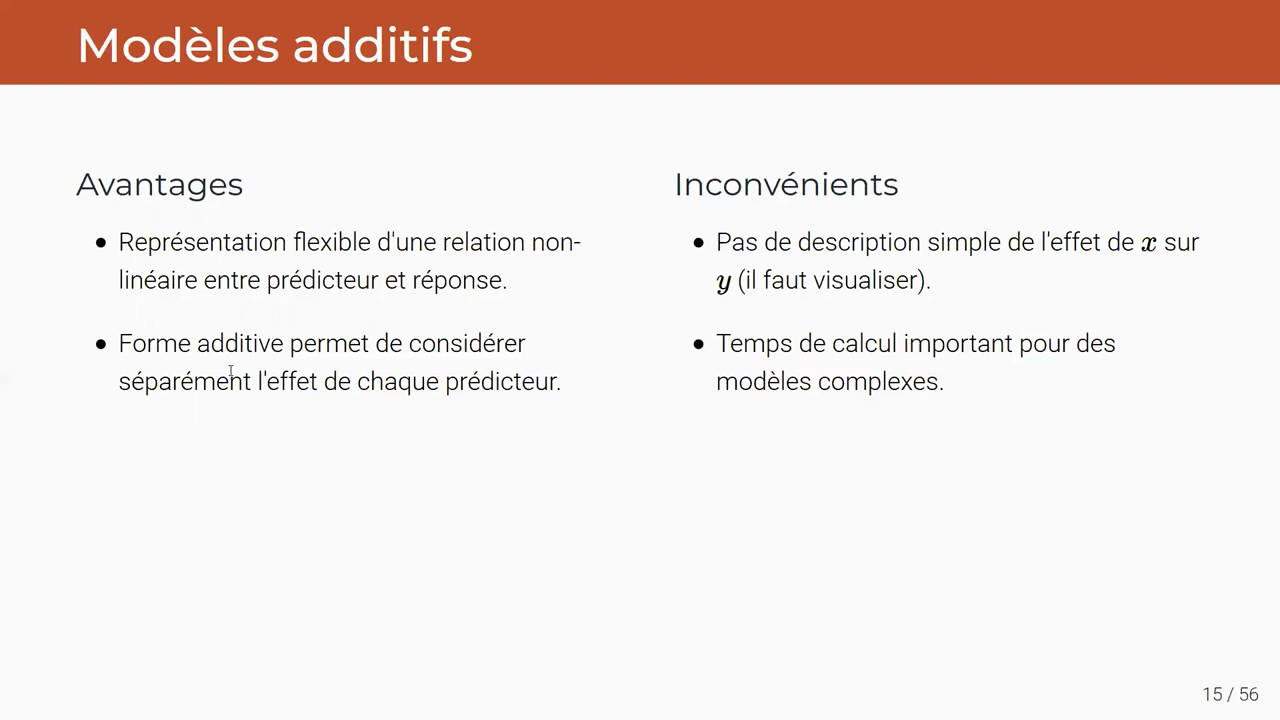 Modèles additifs
Avantages
Représentation flexible d'une relation non-
linéaire entre prédicteur et réponse.
Forme additive permet de considérer
séparément l'effet de chaque prédicteur.
Inconvénients
Pas de description simple de l'effet de x sur
y (il faut visualiser).
Temps de calcul important pour des
modèles complexes.
15 / 56